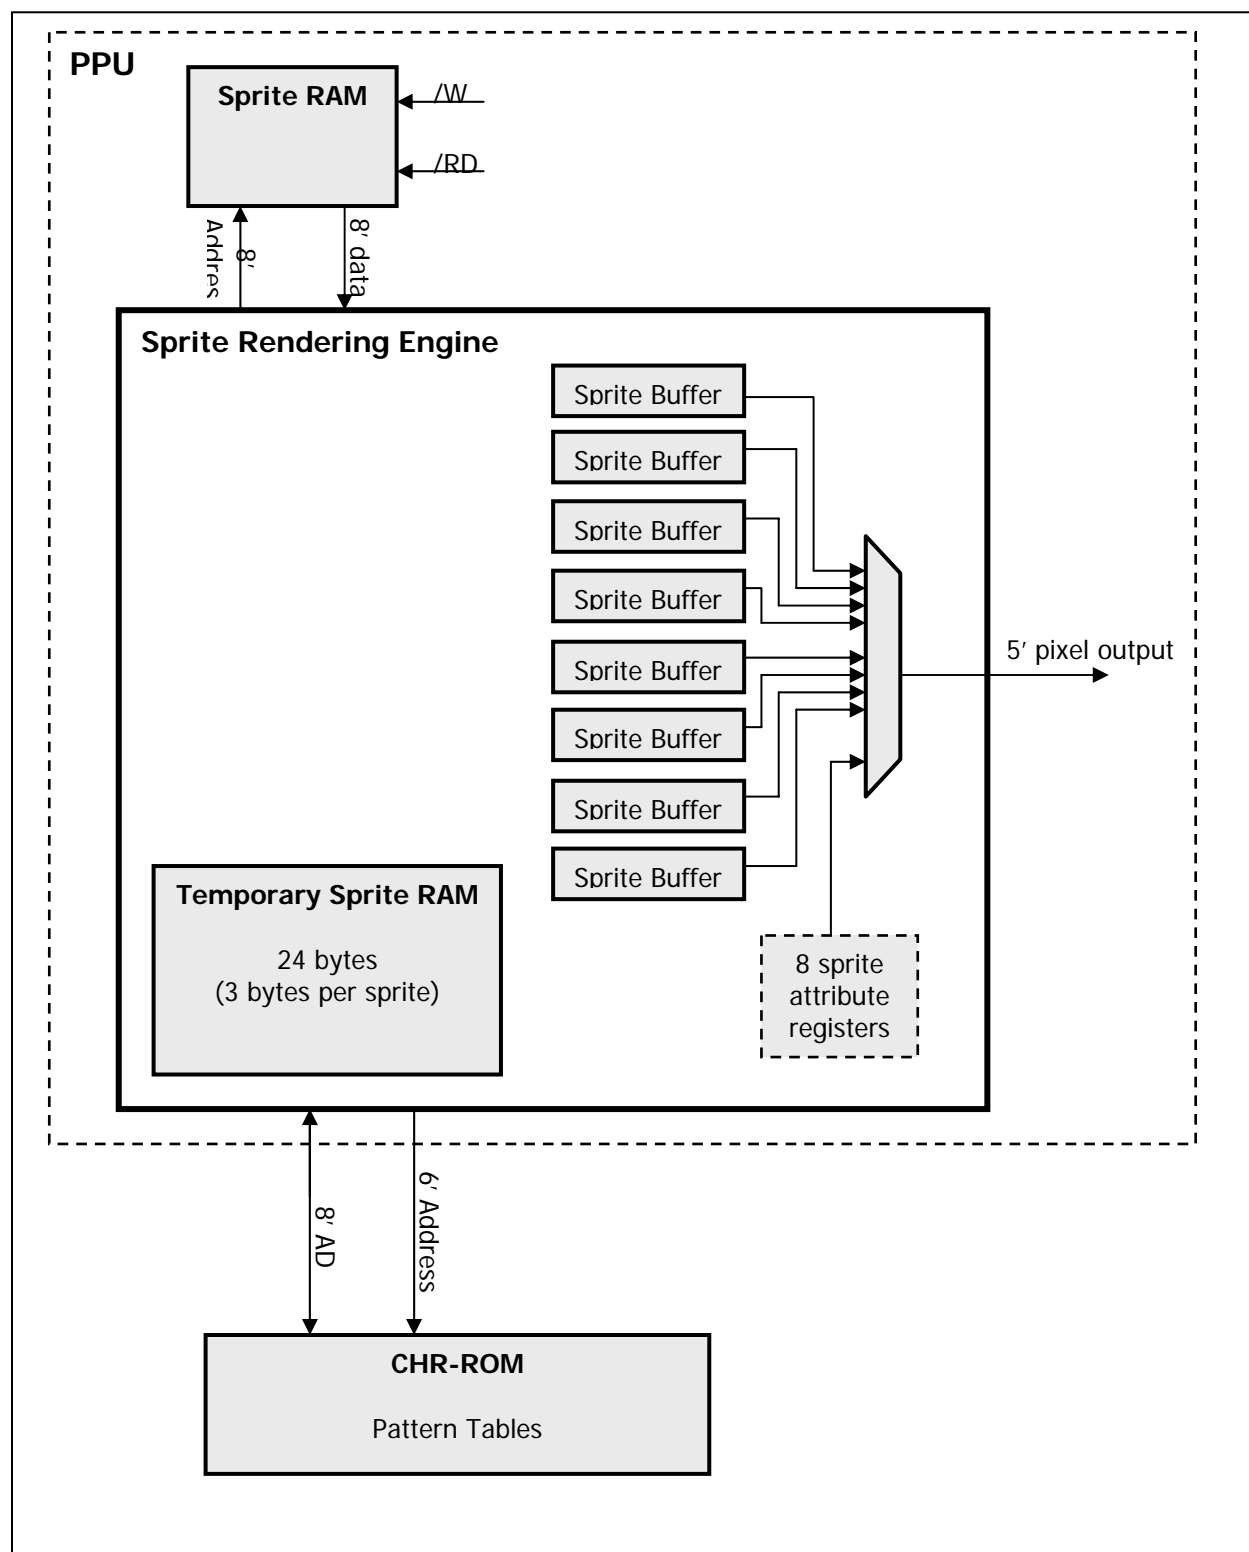 PPU
Sprite RAM
/W
/RD
8′
Addres
8′ data
Sprite Rendering Engine
Sprite Buffer
Sprite Buffer
Sprite Buffer
Sprite Buffer
Sprite Buffer
Sprite Buffer
Sprite Buffer
Sprite Buffer
5′ pixel output
Temporary Sprite RAM
24 bytes
(3 bytes per sprite)
8 sprite
attribute
registers
8′ AD
6′ Address
CHR-ROM
Pattern Tables